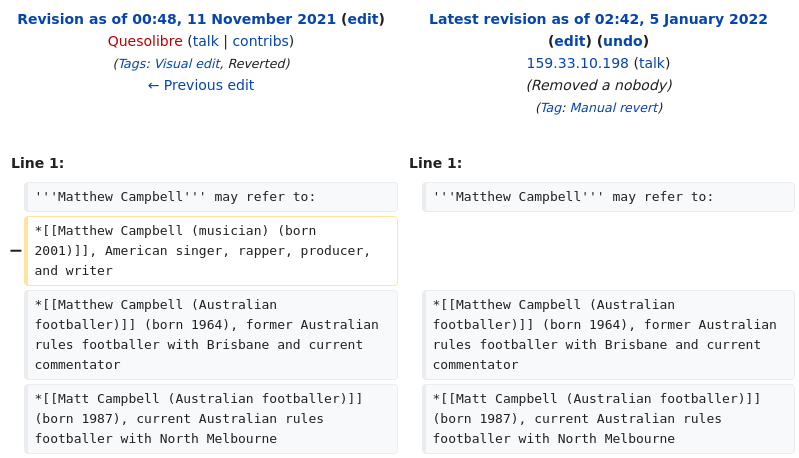 Revision as of 00:48, 11 November 2021 (edit)
Quesolibre (talk | contribs)
(Tags: Visual edit, Reverted)
← Previous edit
Latest revision as of 02:42, 5 January 2022
(edit) (undo)
159.33.10.198 (talk)
(Removed a nobody)
(Tag: Manual revert)
Line 1:
'''Matthew Campbell''' may refer to:
− *[[Matthew Campbell (musician) (born
2001)]], American singer, rapper, producer,
and writer
*[[Matthew Campbell (Australian
footballer)]] (born 1964), former Australian
rules footballer with Brisbane and current
commentator
*[[Matt Campbell (Australian footballer)]]
(born 1987), current Australian rules
footballer with North Melbourne
Line 1:
'''Matthew Campbell''' may refer to:
*[[Matthew Campbell (Australian
footballer)]] (born 1964), former Australian
rules footballer with Brisbane and current
commentator
*[[Matt Campbell (Australian footballer)]]
(born 1987), current Australian rules
footballer with North Melbourne